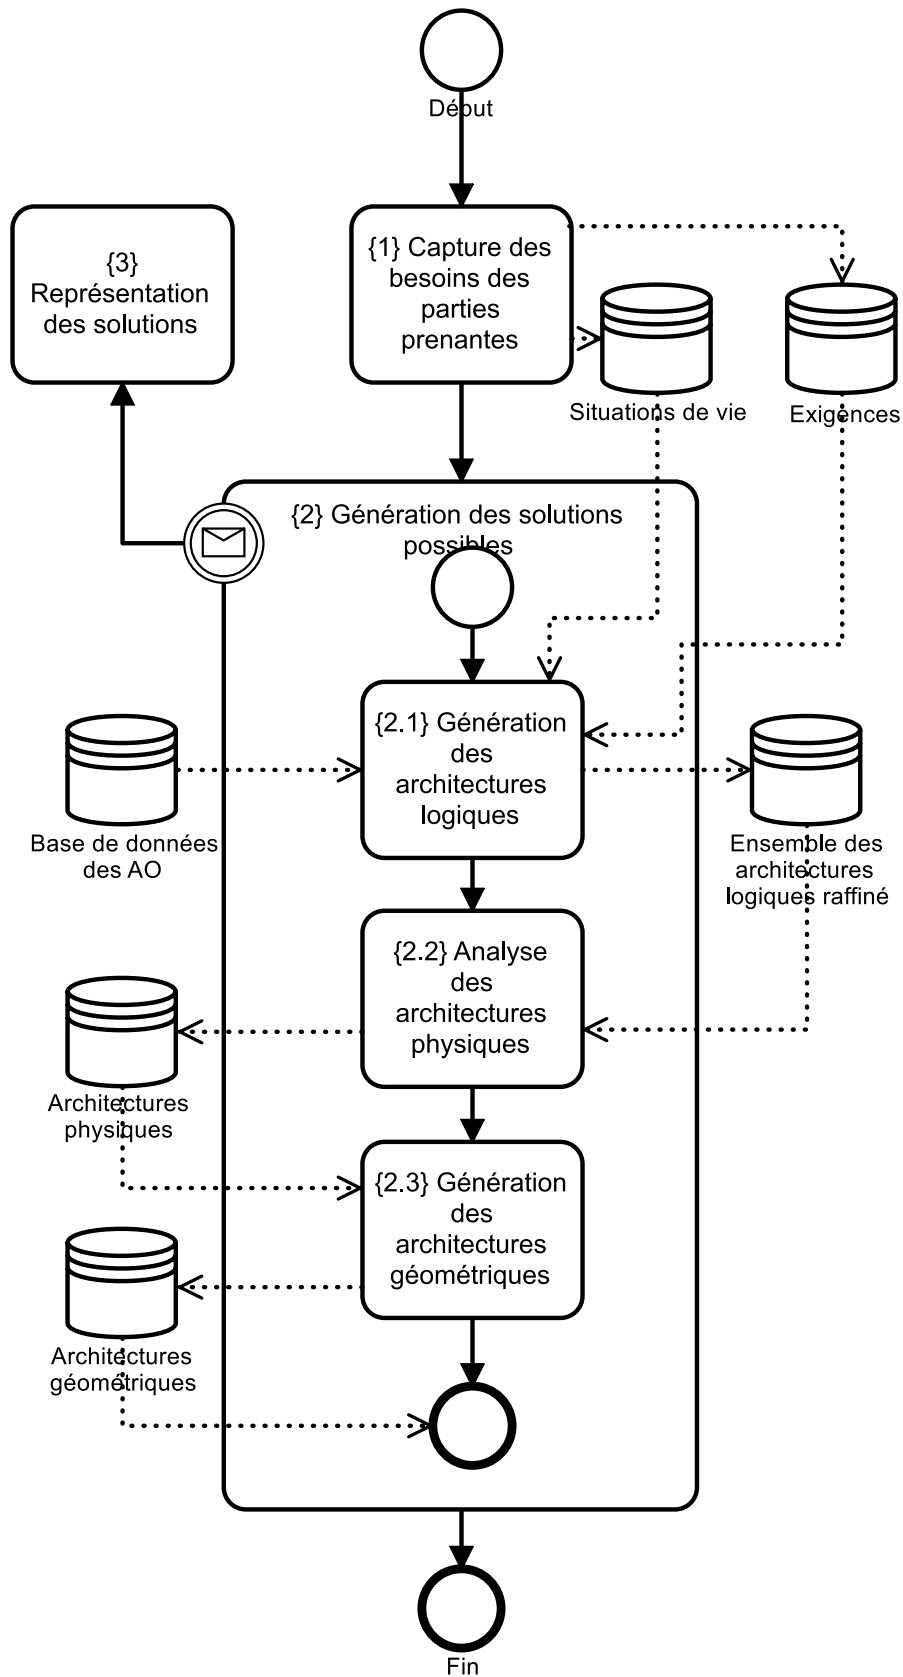 Début
{3}
Représentation
des solutions
{1} Capture des
besoins des
parties
prenantes
Situations de vie
Exigences
{2} Génération des solutions
possibles
{2.1} Génération
des
architectures
logiques
Base de données
des AO
Ensemble des
architectures
logiques raffiné
{2.2} Analyse
des
architectures
physiques
Architectures
physiques
{2.3} Génération
des
architectures
géométriques
Architectures
géométriques
Fin